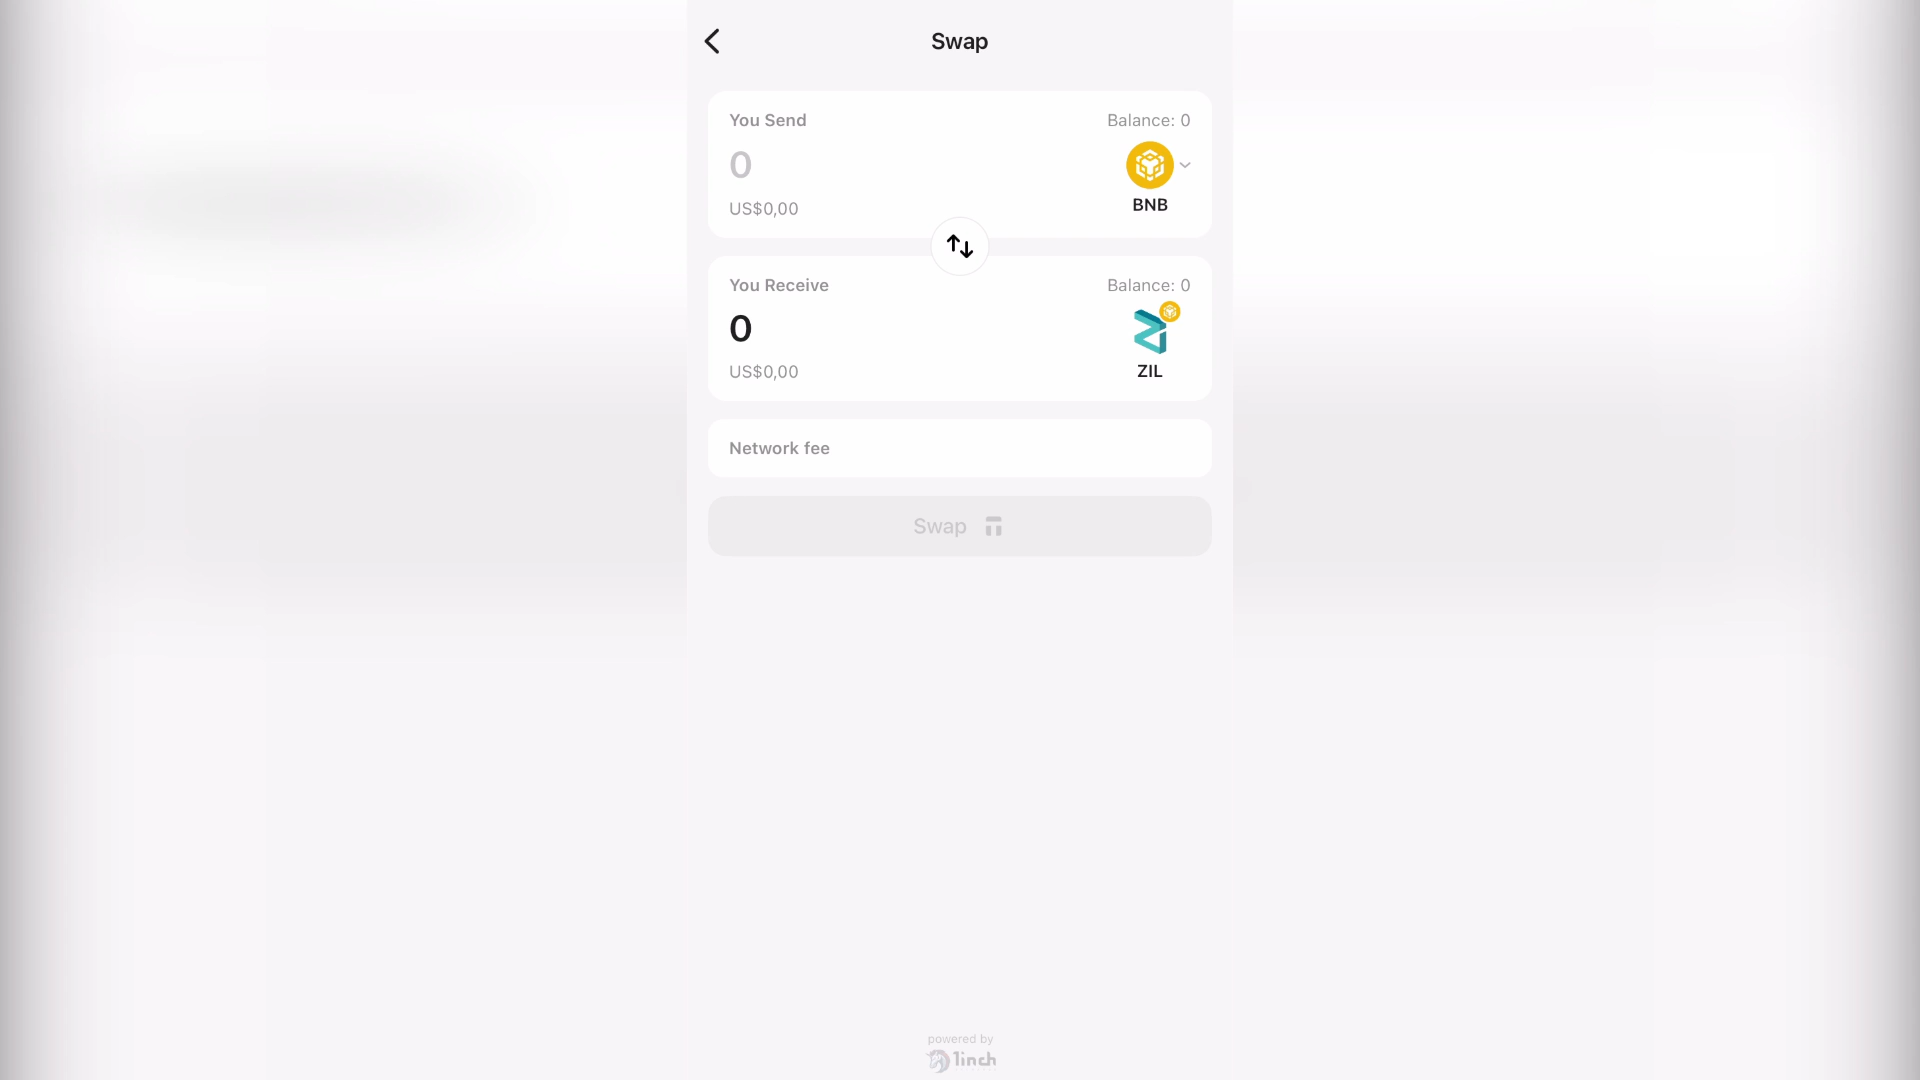 Swap
You Send
Balance: 0
0
BNB
US$0,00
You Receive
Balance: 0
0
ZIL
US$0,00
Network fee
Swap
powered by
1inch